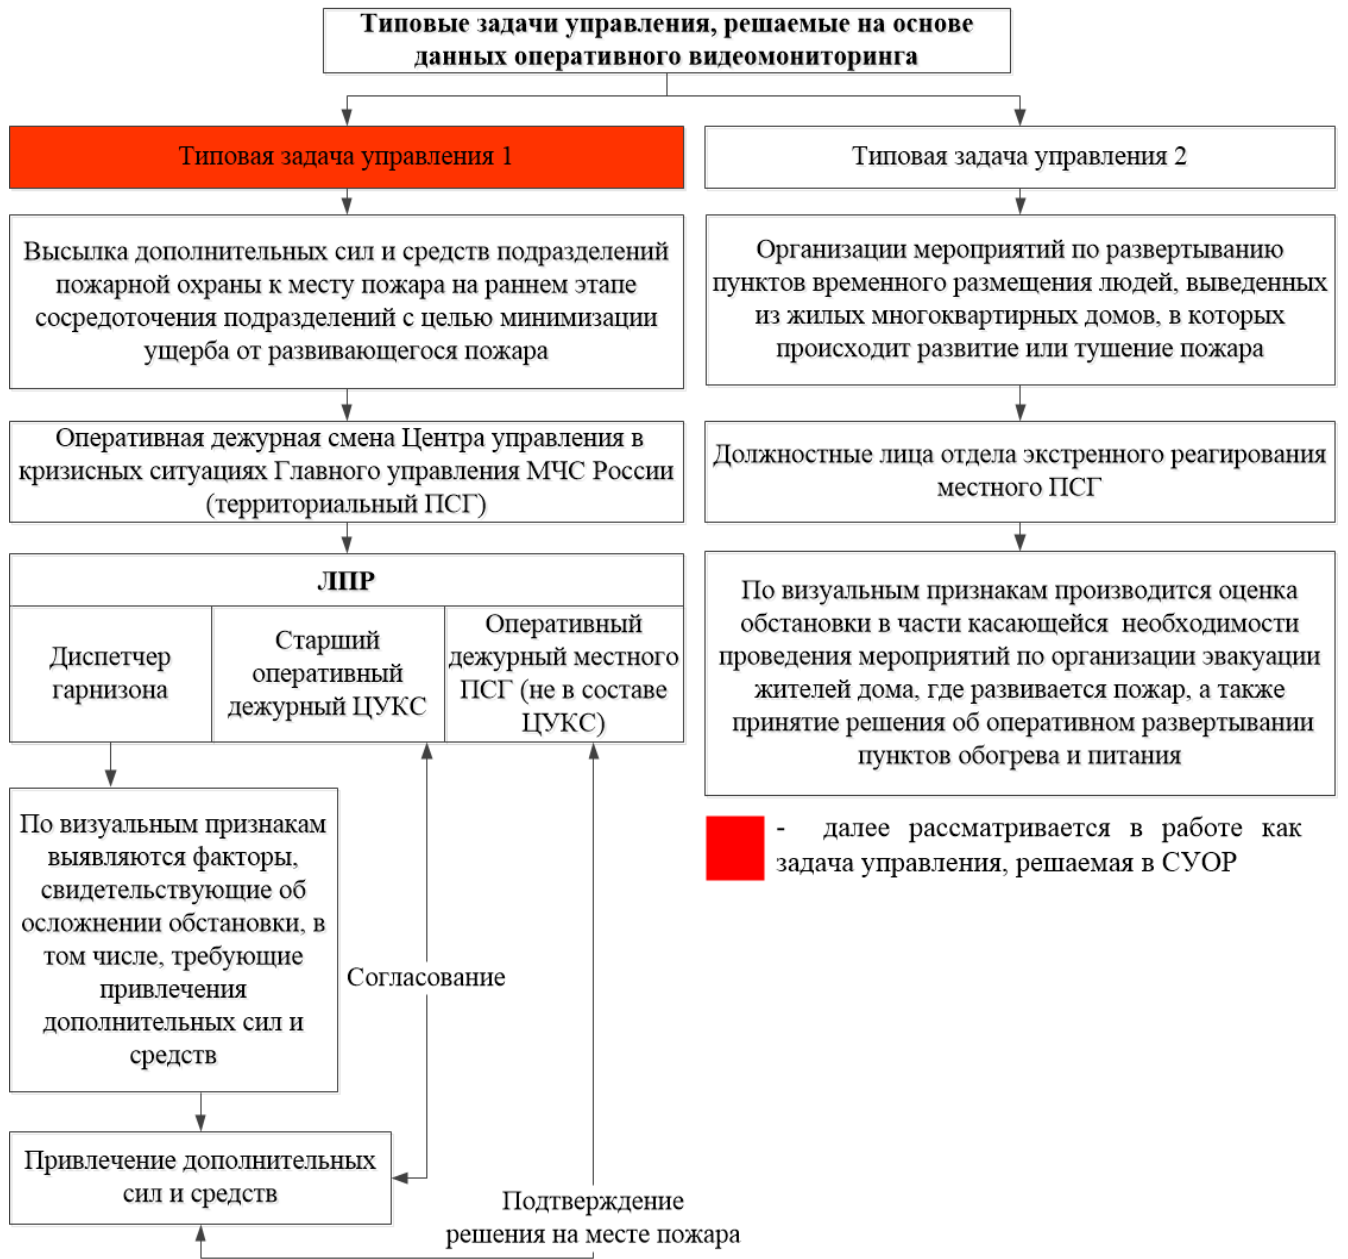 Типовые задачи управления, решаемые на основе
данных оперативного видеомониторинга
Типовая задача управления 1
Высылка дополнительных сил и средств подразделений
пожарной охраны к месту пожара на раннем этапе
сосредоточения подразделений с целью минимизации
ущерба от развивающегося пожара
Оперативная дежурная смена Центра управления в
кризисных ситуациях Главного управления МЧС России
(территориальный ПСГ)
ЛПР
Диспетчер
гарнизона
Старший
оперативный
дежурный ЦУКС
Оперативный
дежурный местного
ПСГ (не в составе
ЦУКС)
По визуальным признакам
выявляются факторы,
свидетельствующие об
осложнении обстановки, в
том числе, требующие
привлечения
дополнительных сил и
средств
Согласование
Привлечение дополнительных
сил и средств
Подтверждение
решения на месте пожара
Типовая задача управления 2
Организации мероприятий по развертыванию
пунктов временного размещения людей, выведенных
из жилых многоквартирных домов, в которых
происходит развитие или тушение пожара
Должностные лица отдела экстренного реагирования
местного ПСГ
По визуальным признакам производится оценка
обстановки в части касающейся необходимости
проведения мероприятий по организации эвакуации
жителей дома, где развивается пожар, а также
принятие решения об оперативном развертывании
пунктов обогрева и питания
- далее рассматривается в работе как
задача управления, решаемая в СУОР